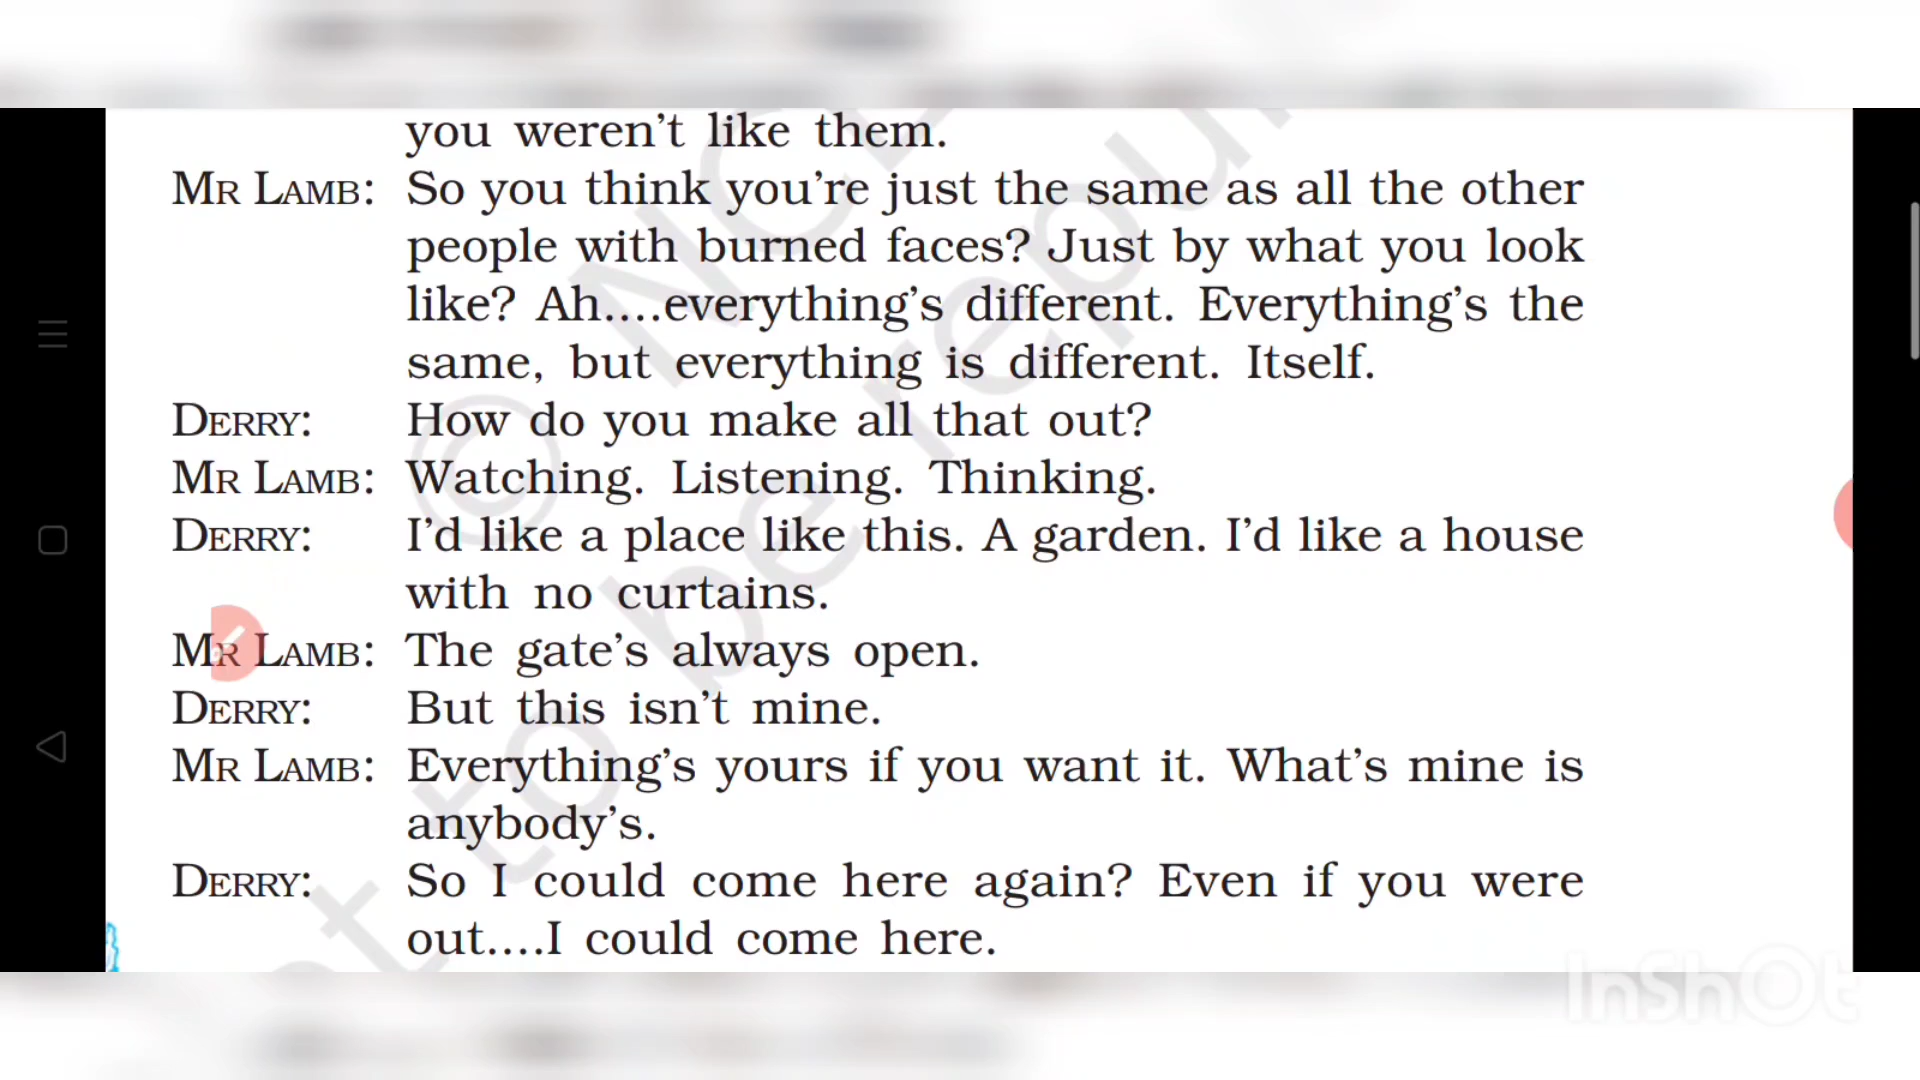 you weren't like them.
MR LAMB: So you think you're just the same as all the other
people with burned faces? Just by what you look
like? Ah....everything's different. Everything's the
same, but everything is different. Itself.
DERRY: How do you make all that out?
MR LAMB: Watching. Listening. Thinking.
DERRY: I'd like a place like this. A garden. I'd like a house
with no curtains.
MR LAMB: The gate's always open.
DERRY: But this isn't mine.
MR LAMB: Everything's yours if you want it. What's mine is
anybody's.
DERRY: So I could come here again? Even if you were
out....I could come here.
InShOt